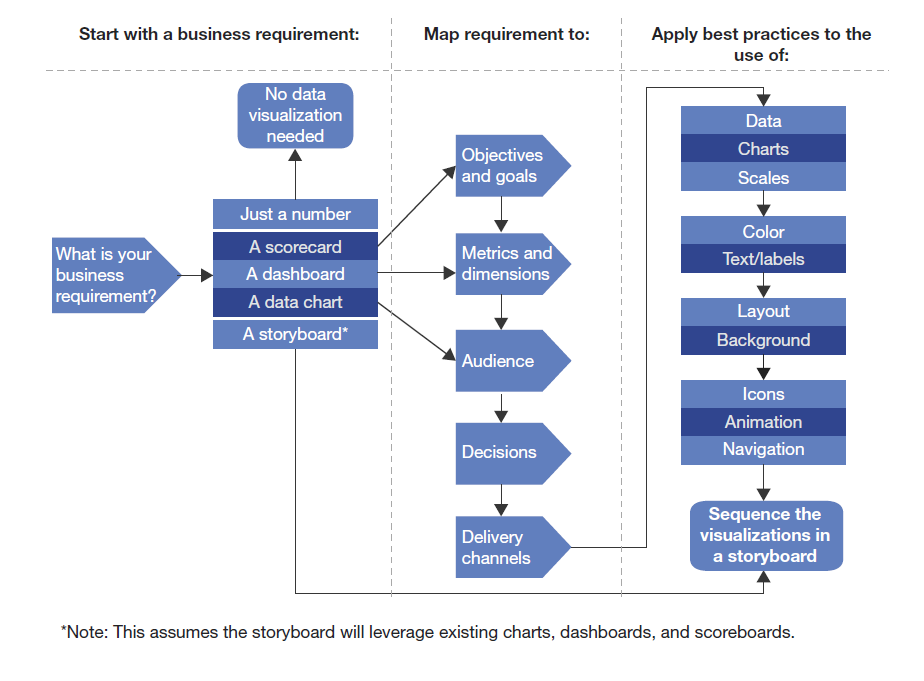 Start with a business requirement:
Map requirement to:
Apply best practices to the
use of:
No data
visualization
needed
What is your
business
requirement?
Just a number
A scorecard
A dashboard
A data chart
A storyboard*
Objectives
and goals
Metrics and
dimensions
Audience
Decisions
Delivery
channels
Data
Charts
Scales
Color
Text/labels
Layout
Background
Icons
Animation
Navigation
Sequence the
visualizations in
a storyboard
*Note: This assumes the storyboard will leverage existing charts, dashboards, and scoreboards.